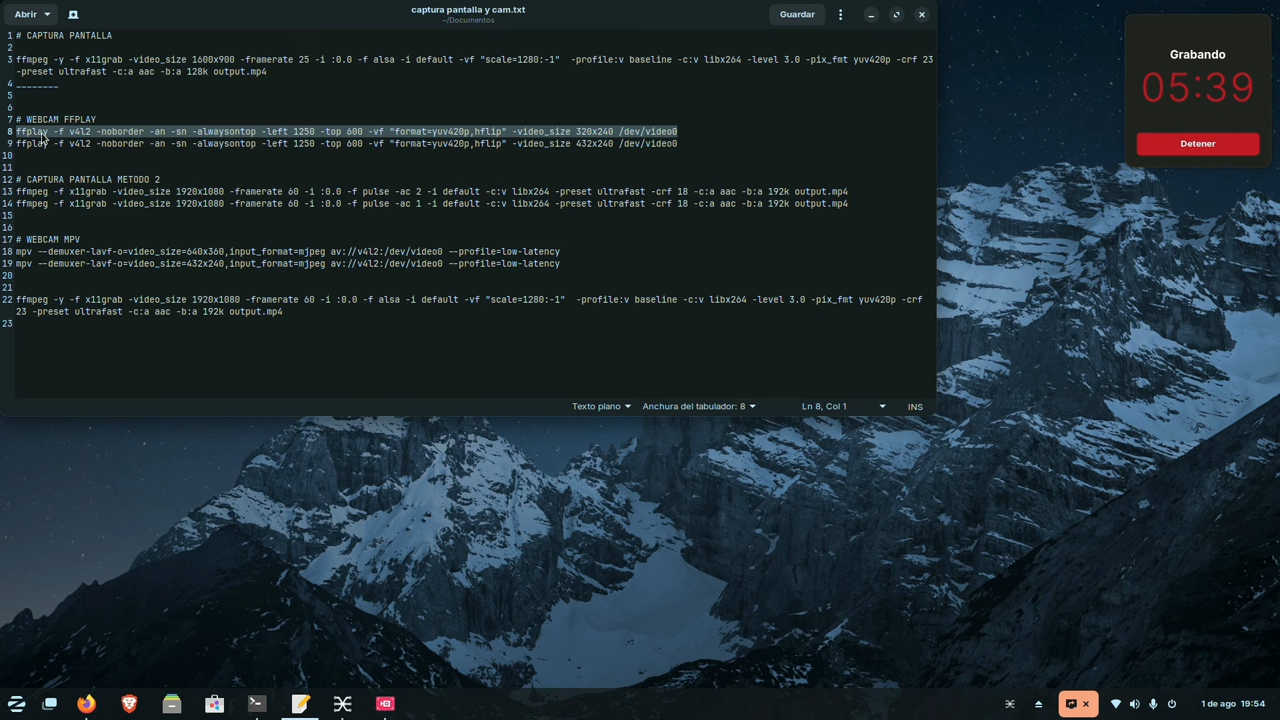 Abrir
captura pantalla y cam.txt
~/Documentos
Guardar
1 # CAPTURA PANTALLA
2
3 ffmpeg -y -f x11grab -video_size 1600x900 -framerate 25 -i :0.0 -f alsa -i default -vf "scale=1280:-1"  -profile:v baseline -c:v libx264 -level 3.0 -pix_fmt yuv420p -crf 23
-preset ultrafast -c:a aac -b:a 128k output.mp4
4 ________
5
6
7 # WEBCAM FFPLAY
8 ffplay -f v4l2 -noborder -an -sn -alwaysontop -left 1250 -top 600 -vf "format=yuv420p,hflip" -video_size 320x240 /dev/video0
9 ffplay -f v4l2 -noborder -an -sn -alwaysontop -left 1250 -top 600 -vf "format=yuv420p,hflip" -video_size 432x240 /dev/video0
10
11
12 # CAPTURA PANTALLA METODO 2
13 ffmpeg -f x11grab -video_size 1920x1080 -framerate 60 -i :0.0 -f pulse -ac 2 -i default -c:v libx264 -preset ultrafast -crf 18 -c:a aac -b:a 192k output.mp4
14 ffmpeg -f x11grab -video_size 1920x1080 -framerate 60 -i :0.0 -f pulse -ac 1 -i default -c:v libx264 -preset ultrafast -crf 18 -c:a aac -b:a 192k output.mp4
15
16
17 # WEBCAM MPV
18 mpv --demuxer-lavf-o=video_size=640x360,input_format=mjpeg av://v4l2:/dev/video0 --profile=low-latency
19 mpv --demuxer-lavf-o=video_size=432x240,input_format=mjpeg av://v4l2:/dev/video0 --profile=low-latency
20
21
22 ffmpeg -y -f x11grab -video_size 1920x1080 -framerate 60 -i :0.0 -f alsa -i default -vf "scale=1280:-1"  -profile:v baseline -c:v libx264 -level 3.0 -pix_fmt yuv420p -crf
23 -preset ultrafast -c:a aac -b:a 192k output.mp4
23
Texto plano
Anchura del tabulador: 8
Ln 8, Col 1
INS
Grabando
05:39
Detener
1 de ago 19:54